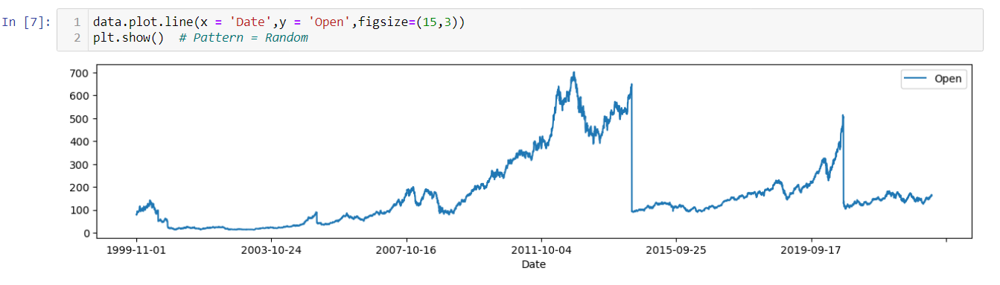 In [7]:
1 data.plot.line(x = 'Date',y = 'Open',figsize=(15,3))
2 plt.show()  # Pattern = Random
Open
700
600
500
400
300
200
100
0
1999-11-01 2003-10-24 2007-10-16 2011-10-04 2015-09-25 2019-09-17
Date